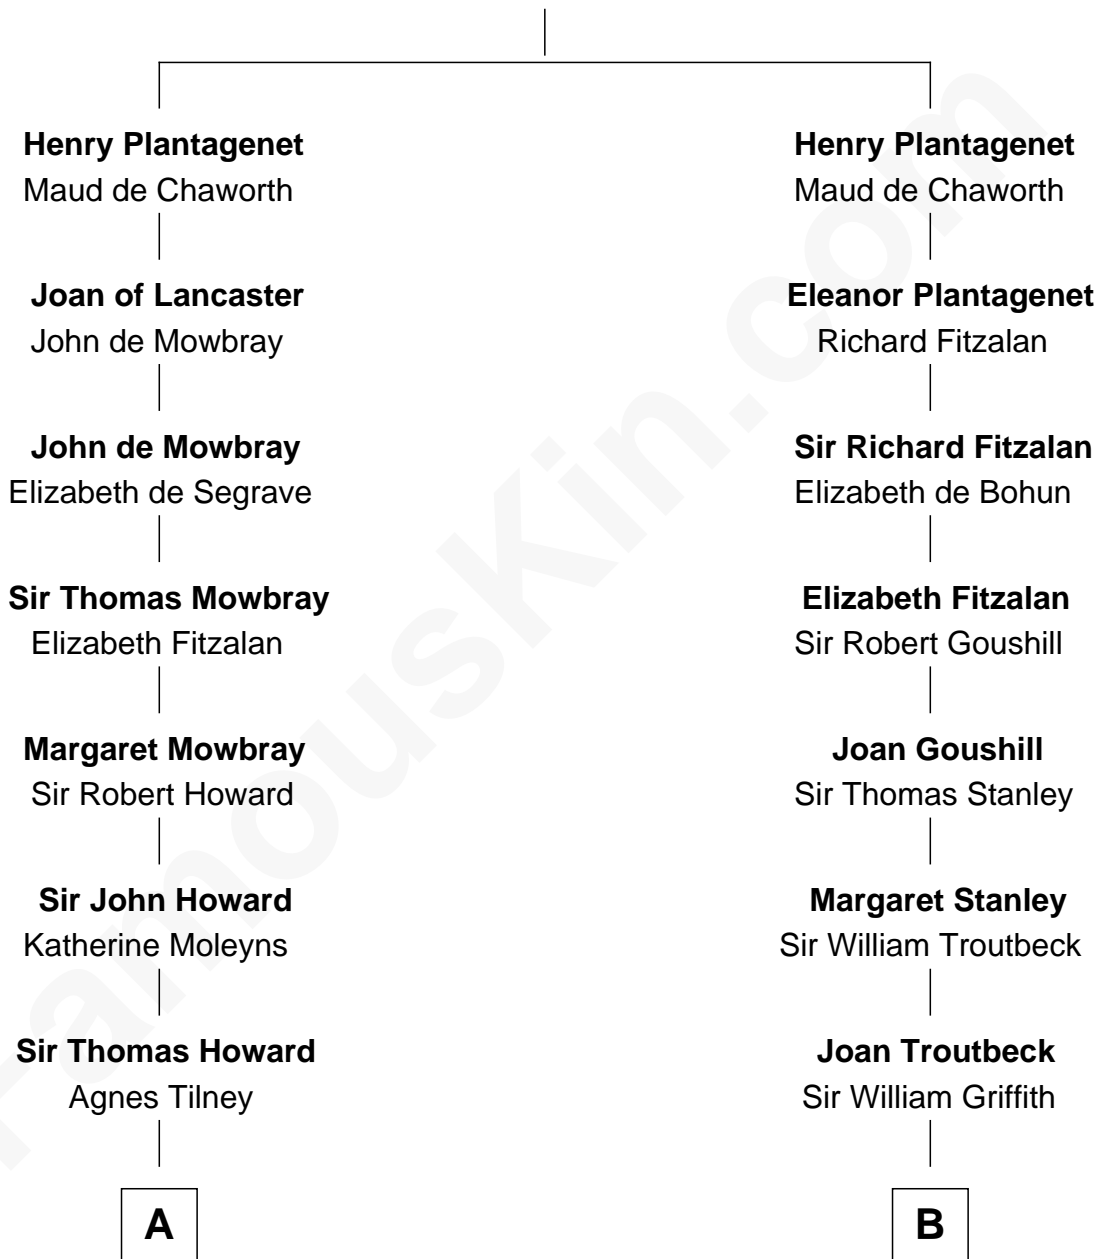 Henry Plantagenet
Maud de Chaworth
Joan of Lancaster
John de Mowbray
John de Mowbray
Elizabeth de Segrave
Sir Thomas Mowbray
Elizabeth Fitzalan
Margaret Mowbray
Sir Robert Howard
Sir John Howard
Katherine Moleyns
Sir Thomas Howard
Agnes Tilney
A
Henry Plantagenet
Maud de Chaworth
Eleanor Plantagenet
Richard Fitzalan
Sir Richard Fitzalan
Elizabeth de Bohun
Elizabeth Fitzalan
Sir Robert Goushill
Joan Goushill
Sir Thomas Stanley
Margaret Stanley
Sir William Troutbeck
Joan Troutbeck
Sir William Griffith
B
FamousKin.com